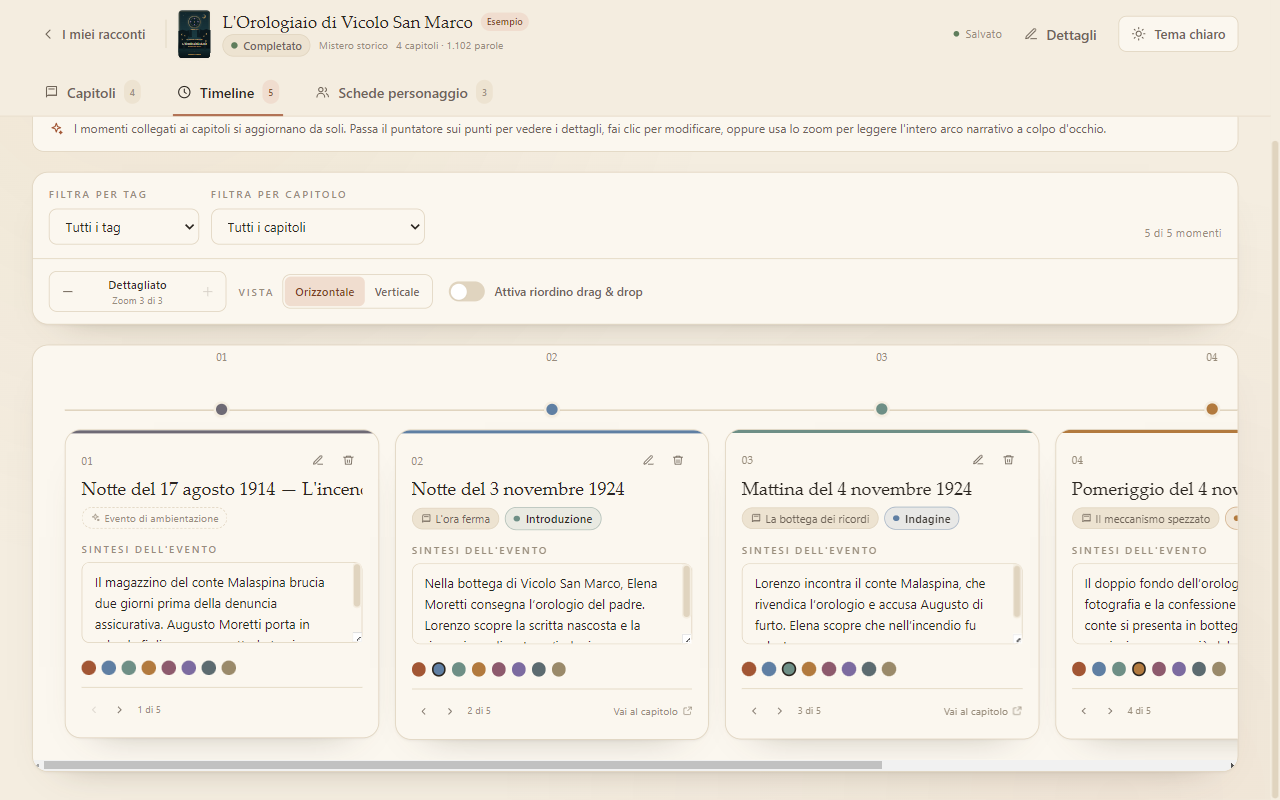 I miei racconti
L'Orologiaio di Vicolo San Marco
Esempio
Completato
Mistero storico 4 capitoli · 1.102 parole
Salvato
Dettagli
Tema chiaro
Capitoli 4
Timeline 5
Schede personaggio 3
I momenti collegati ai capitoli si aggiornano da soli. Passa il puntatore sui punti per vedere i dettagli, fai clic per modificare, oppure usa lo zoom per leggere l'intero arco narrativo a colpo d'occhio.
FILTRA PER TAG
FILTRA PER CAPITOLO
Tutti i tag
Tutti i capitoli
5 di 5 momenti
Dettagliato
Zoom 3 di 3
VISTA
Orizzontale
Verticale
Attiva riordino drag & drop
01
02
03
04
01
Notte del 17 agosto 1914 — L'incen
Evento di ambientazione
SINTESI DELL'EVENTO
Il magazzino del conte Malaspina brucia
due giorni prima della denuncia
assicurativa. Augusto Moretti porta in
1 di 5
02
Notte del 3 novembre 1924
L'ora ferma
Introduzione
SINTESI DELL'EVENTO
Nella bottega di Vicolo San Marco, Elena
Moretti consegna l'orologio del padre.
Lorenzo scopre la scritta nascosta e la
2 di 5
Vai al capitolo
03
Mattina del 4 novembre 1924
La bottega dei ricordi
Indagine
SINTESI DELL'EVENTO
Lorenzo incontra il conte Malaspina, che
rivendica l'orologio e accusa Augusto di
furto. Elena scopre che nell'incendio fu
3 di 5
Vai al capitolo
04
Pomeriggio del 4 nov
Il meccanismo spezzato
SINTESI DELL'EVENTO
Il doppio fondo dell'orolog
fotografia e la confessione
conte si presenta in botteg
4 di 5